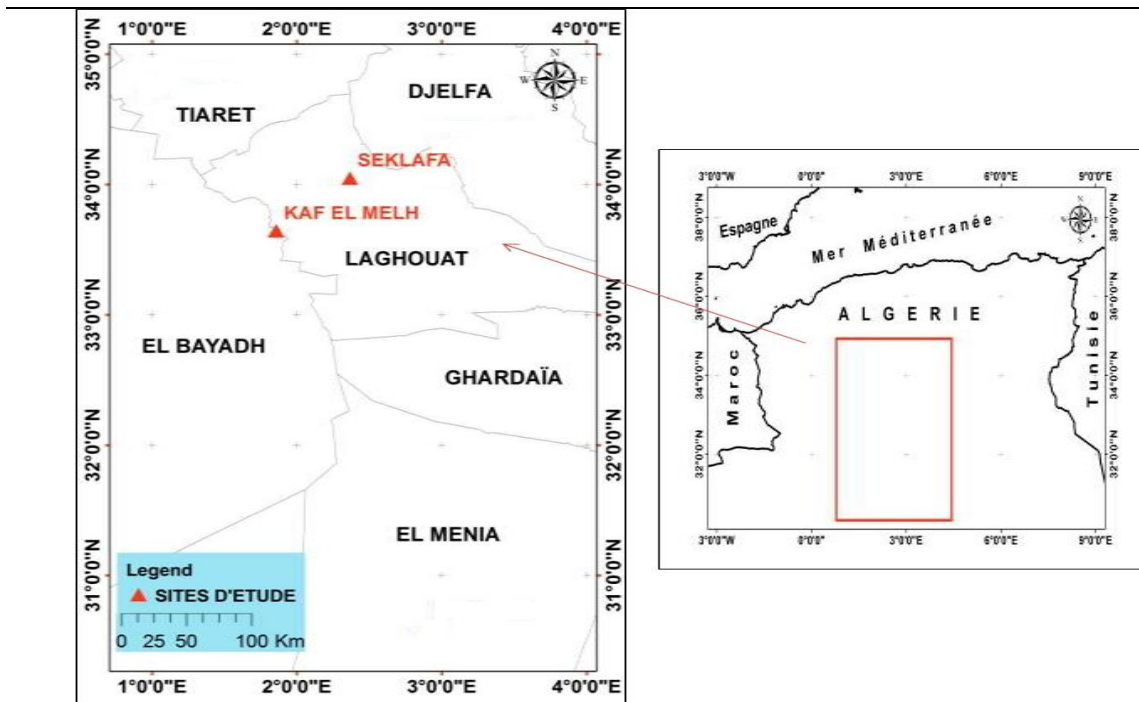 1°0'0"E 2°0'0"E 3°0'0"E 4°0'0"E
35°0'0"N
34°0'0"N
33°0'0"N
32°0'0"N
31°0'0"N
N
W E
S
DJELFA
TIARET
SEKLAFA
KAF EL MELH
LAGHOUAT
EL BAYADH
GHARDAÏA
EL MENIA
Legend
SITES D'ETUDE
0 25 50 100 Km
35°0'0"N
34°0'0"N
33°0'0"N
32°0'0"N
31°0'0"N
1°0'0"E 2°0'0"E 3°0'0"E 4°0'0"E
3°0'0"W 0°0'0"E 3°0'0"E 6°0'0"E 9°0'0"E
38°0'0"N
36°0'0"N
34°0'0"N
32°0'0"N
N
W E
S
Espagne
Mer Méditerranée
ALGERIE
Maroc
Tunisie
38°0'0"N
36°0'0"N
34°0'0"N
32°0'0"N
3°0'0"W 0°0'0"E 3°0'0"E 6°0'0"E 9°0'0"E